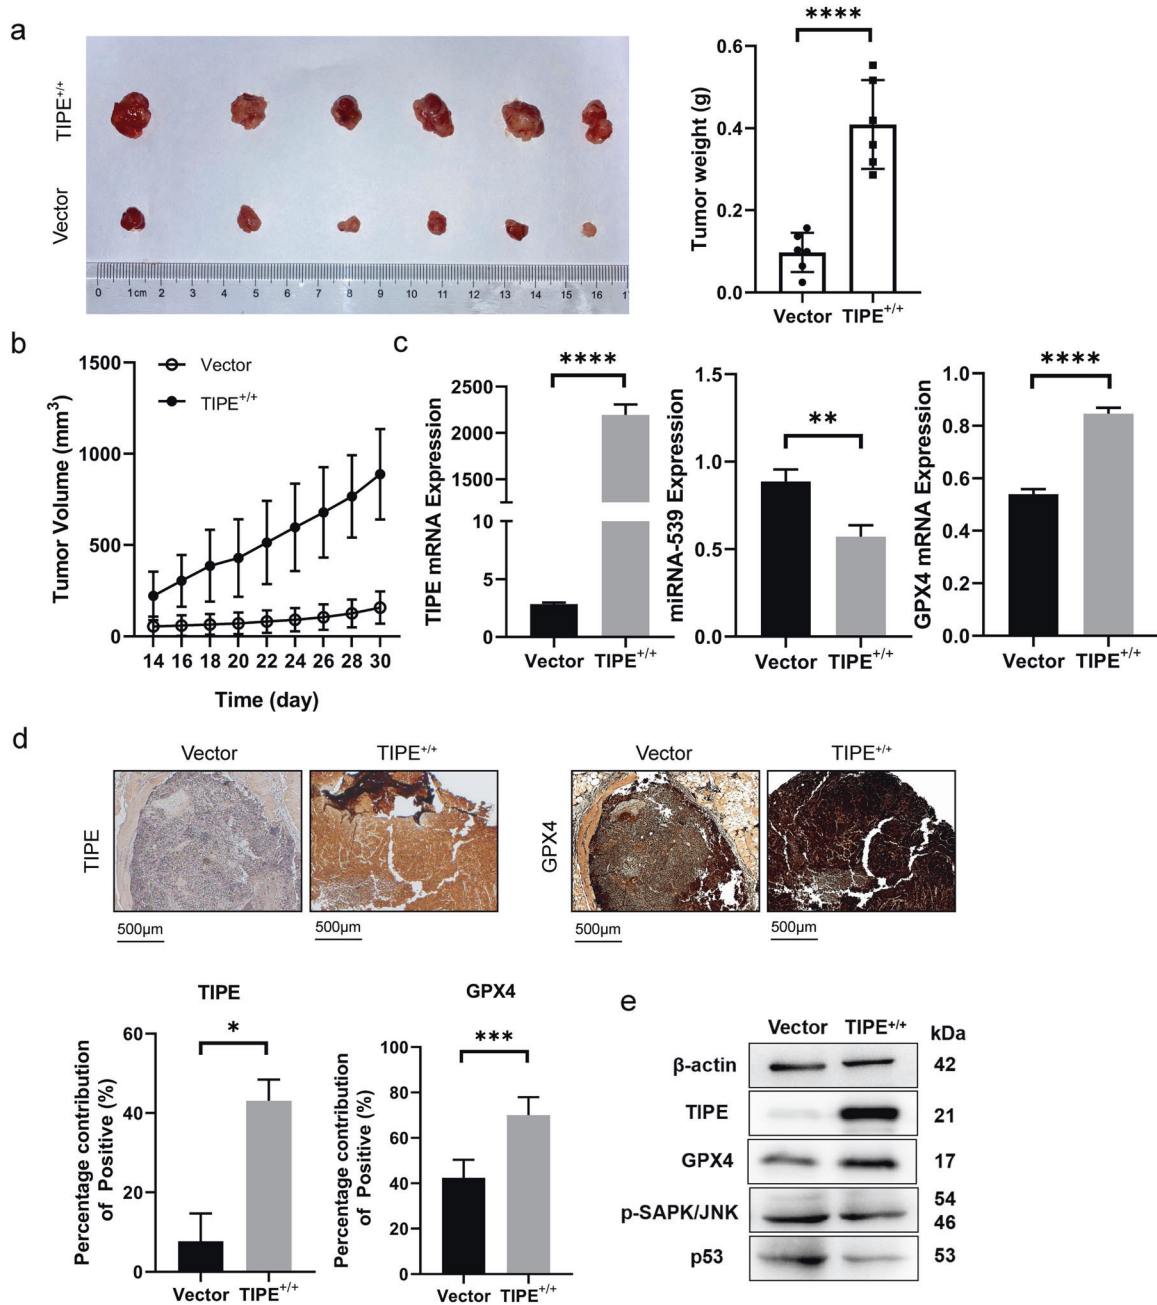 a
TIPE+/+
Vector
0 1cm 2 3 4 5 6 7 8 9 10 11 12 13 14 15 16 1
****
Tumor weight (g)
0.6
0.4
0.2
0.0
Vector TIPE+/+
b
Vector
TIPE+/+
Tumor Volume (mm3)
1500
1000
500
0
14 16 18 20 22 24 26 28 30
Time (day)
c
****
TIPE mRNA Expression
2500
2000
1500
10
5
0
Vector TIPE+/+
**
miRNA-539 Expression
1.5
1.0
0.5
0.0
Vector TIPE+/+
****
GPX4 mRNA Expression
1.0
0.8
0.6
0.4
0.2
0.0
Vector TIPE+/+
d
Vector TIPE+/+
TIPE
500μm 500μm
Vector TIPE+/+
GPX4
500μm 500μm
TIPE
*
Percentage contribution
of Positive (%)
60
40
20
0
Vector TIPE+/+
GPX4
***
Percentage contribution
of Positive (%)
100
80
60
40
20
0
Vector TIPE+/+
e
Vector TIPE+/+ kDa
β-actin 42
TIPE 21
GPX4 17
p-SAPK/JNK 54
46
p53 53